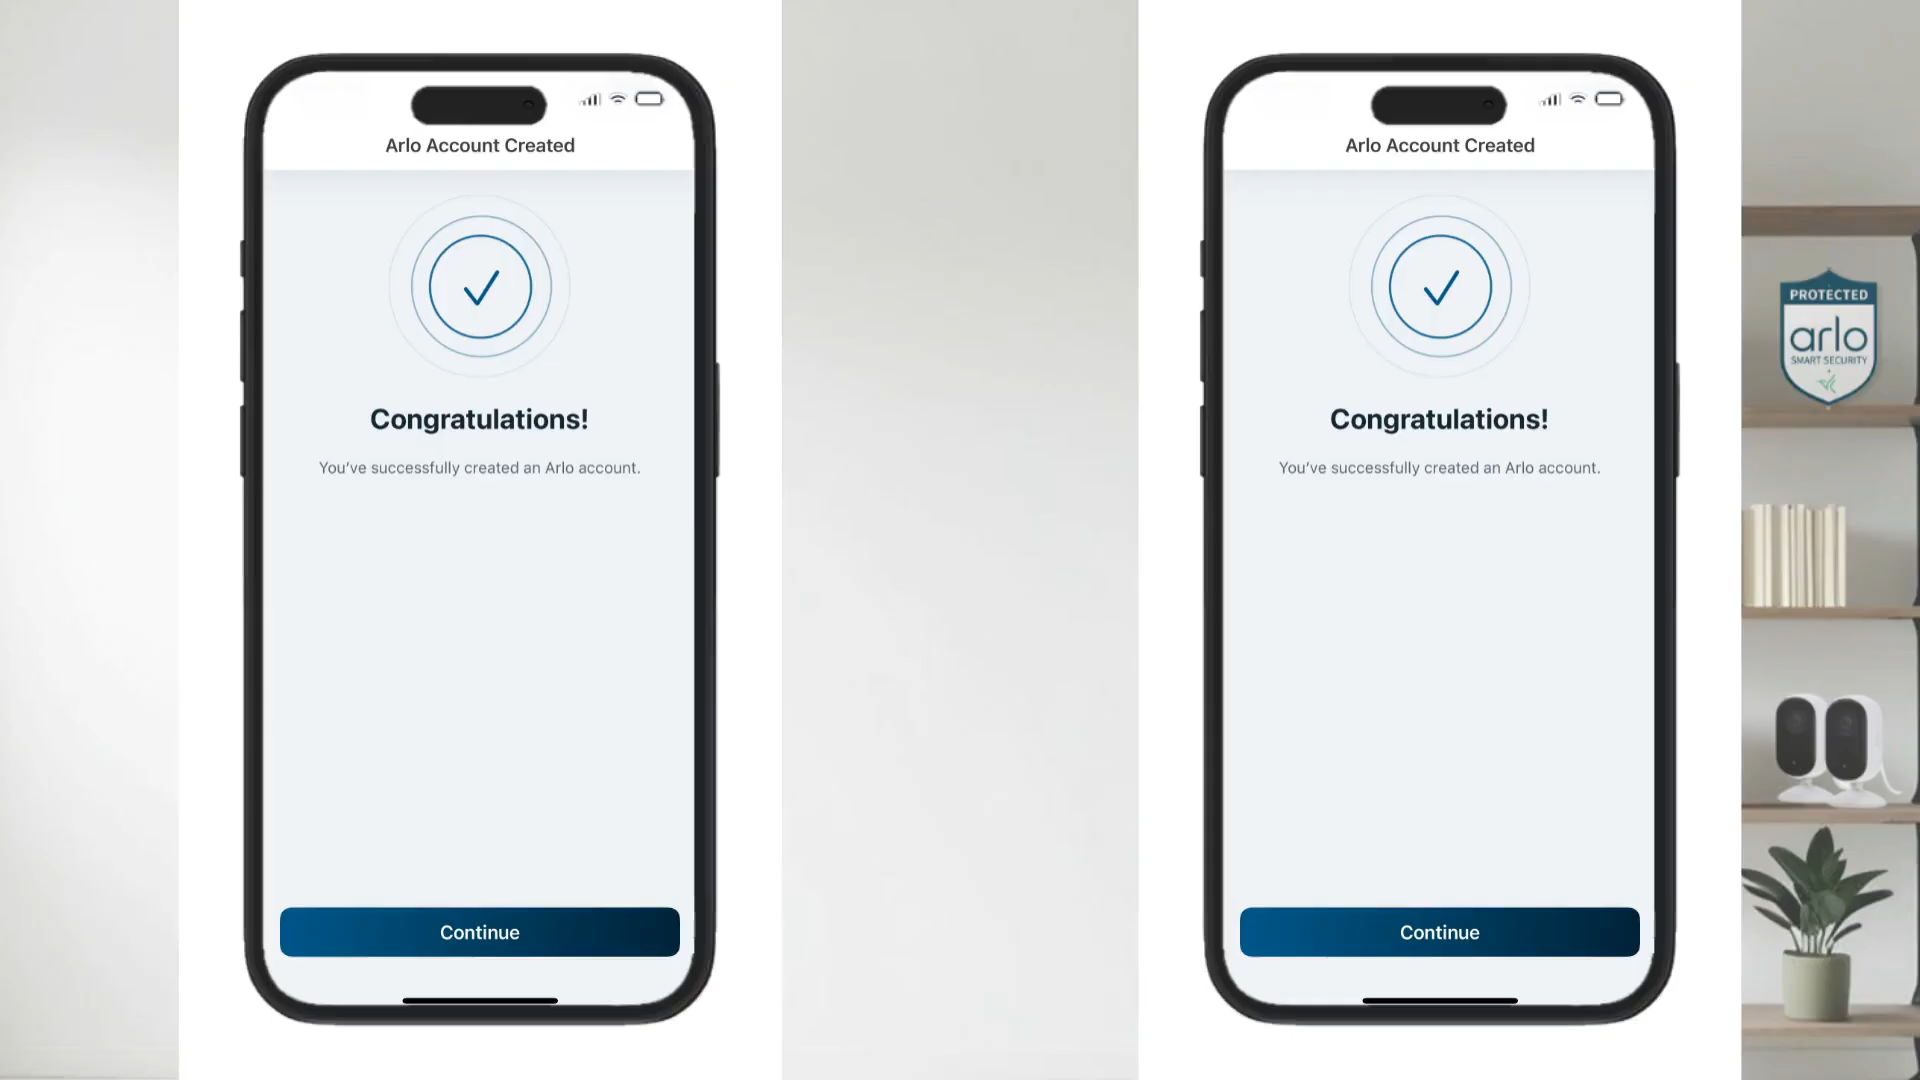 Arlo Account Created
Congratulations!
You've successfully created an Arlo account.
Continue
Arlo Account Created
Congratulations!
You've successfully created an Arlo account.
Continue
PROTECTED
arlo
SMART SECURITY